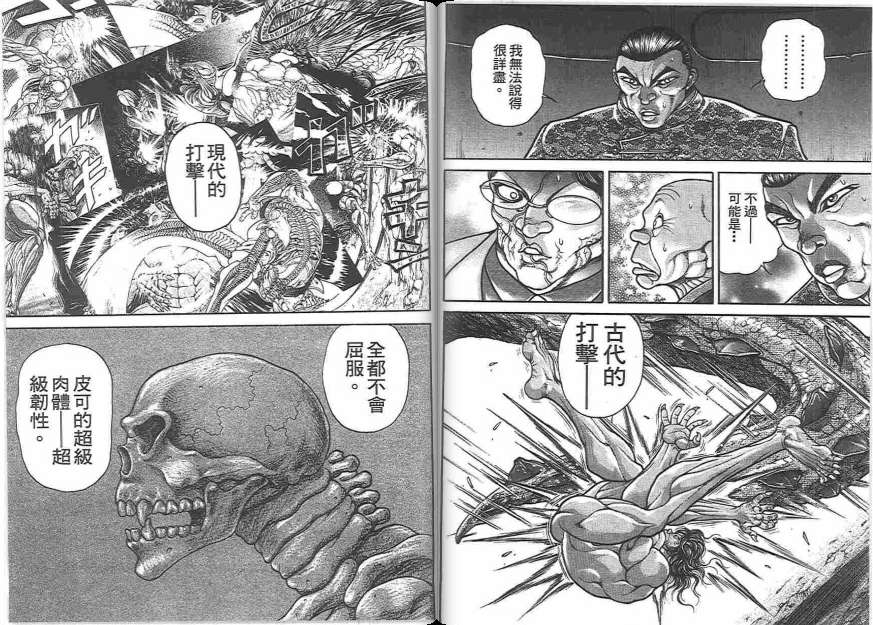 ⋯⋯⋯⋯
我無法說得
很詳盡。
不過——
可能是⋯
古代的
打擊——
現代的
打擊——
全都不會
屈服。
皮可的超級
肉體——超
級韌性。